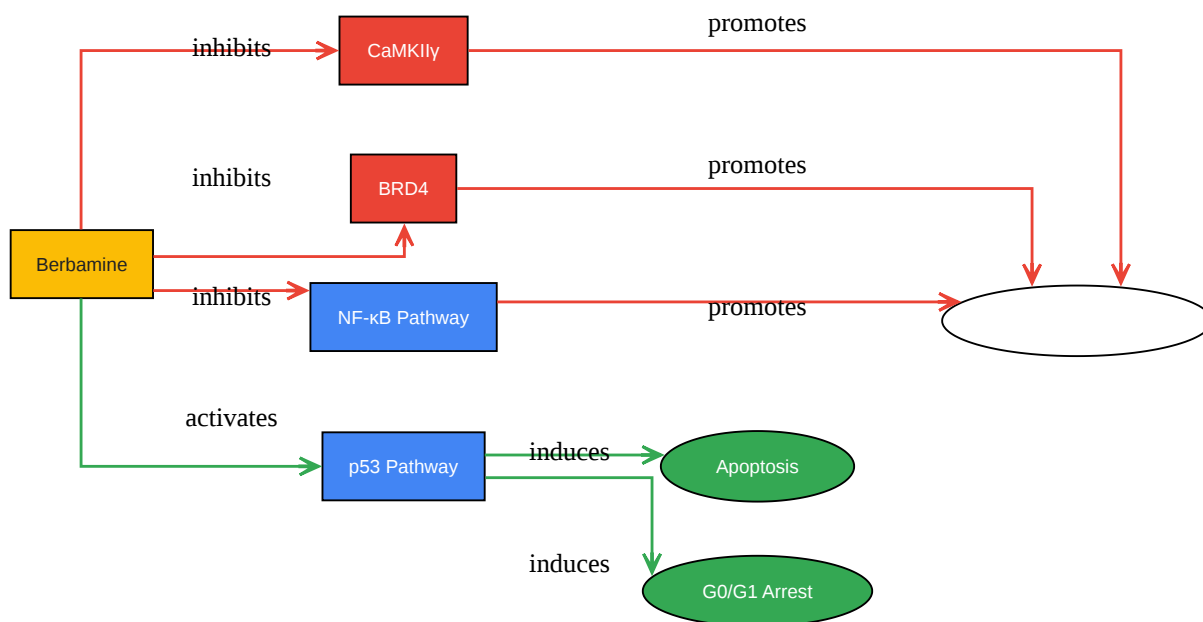 promotes
inhibits
CaMKIIγ
inhibits
BRD4
promotes
Berbamine
inhibits
NF-κB Pathway
promotes
activates
p53 Pathway
induces
Apoptosis
induces
G0/G1 Arrest